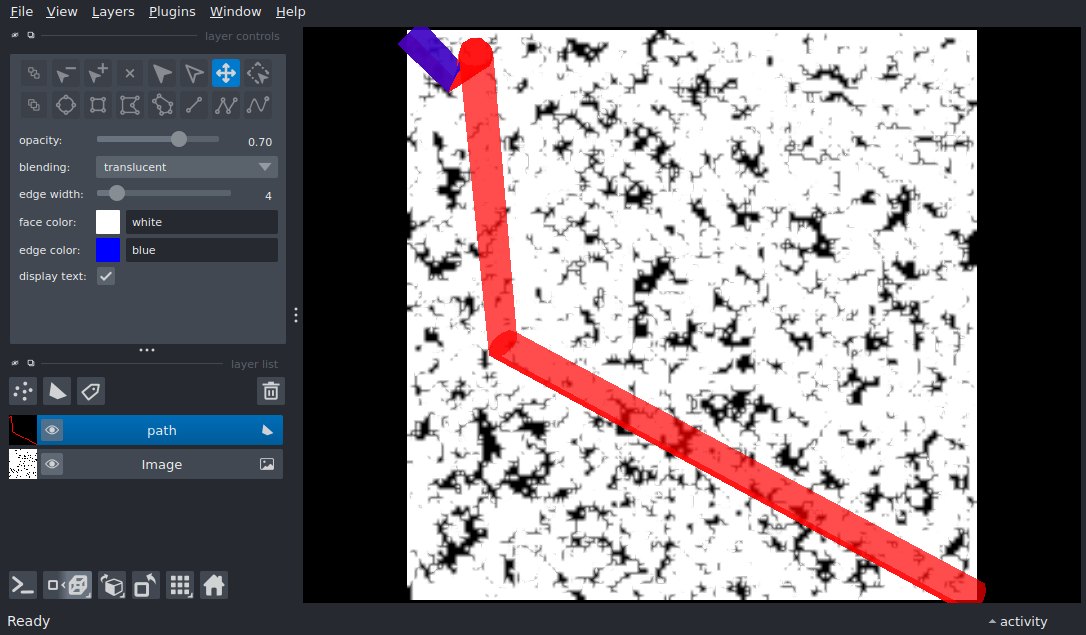 File View Layers Plugins Window Help
layer controls
opacity: 0.70
blending: translucent
edge width: 4
face color: white
edge color: blue
display text:
layer list
path
Image
Ready
activity